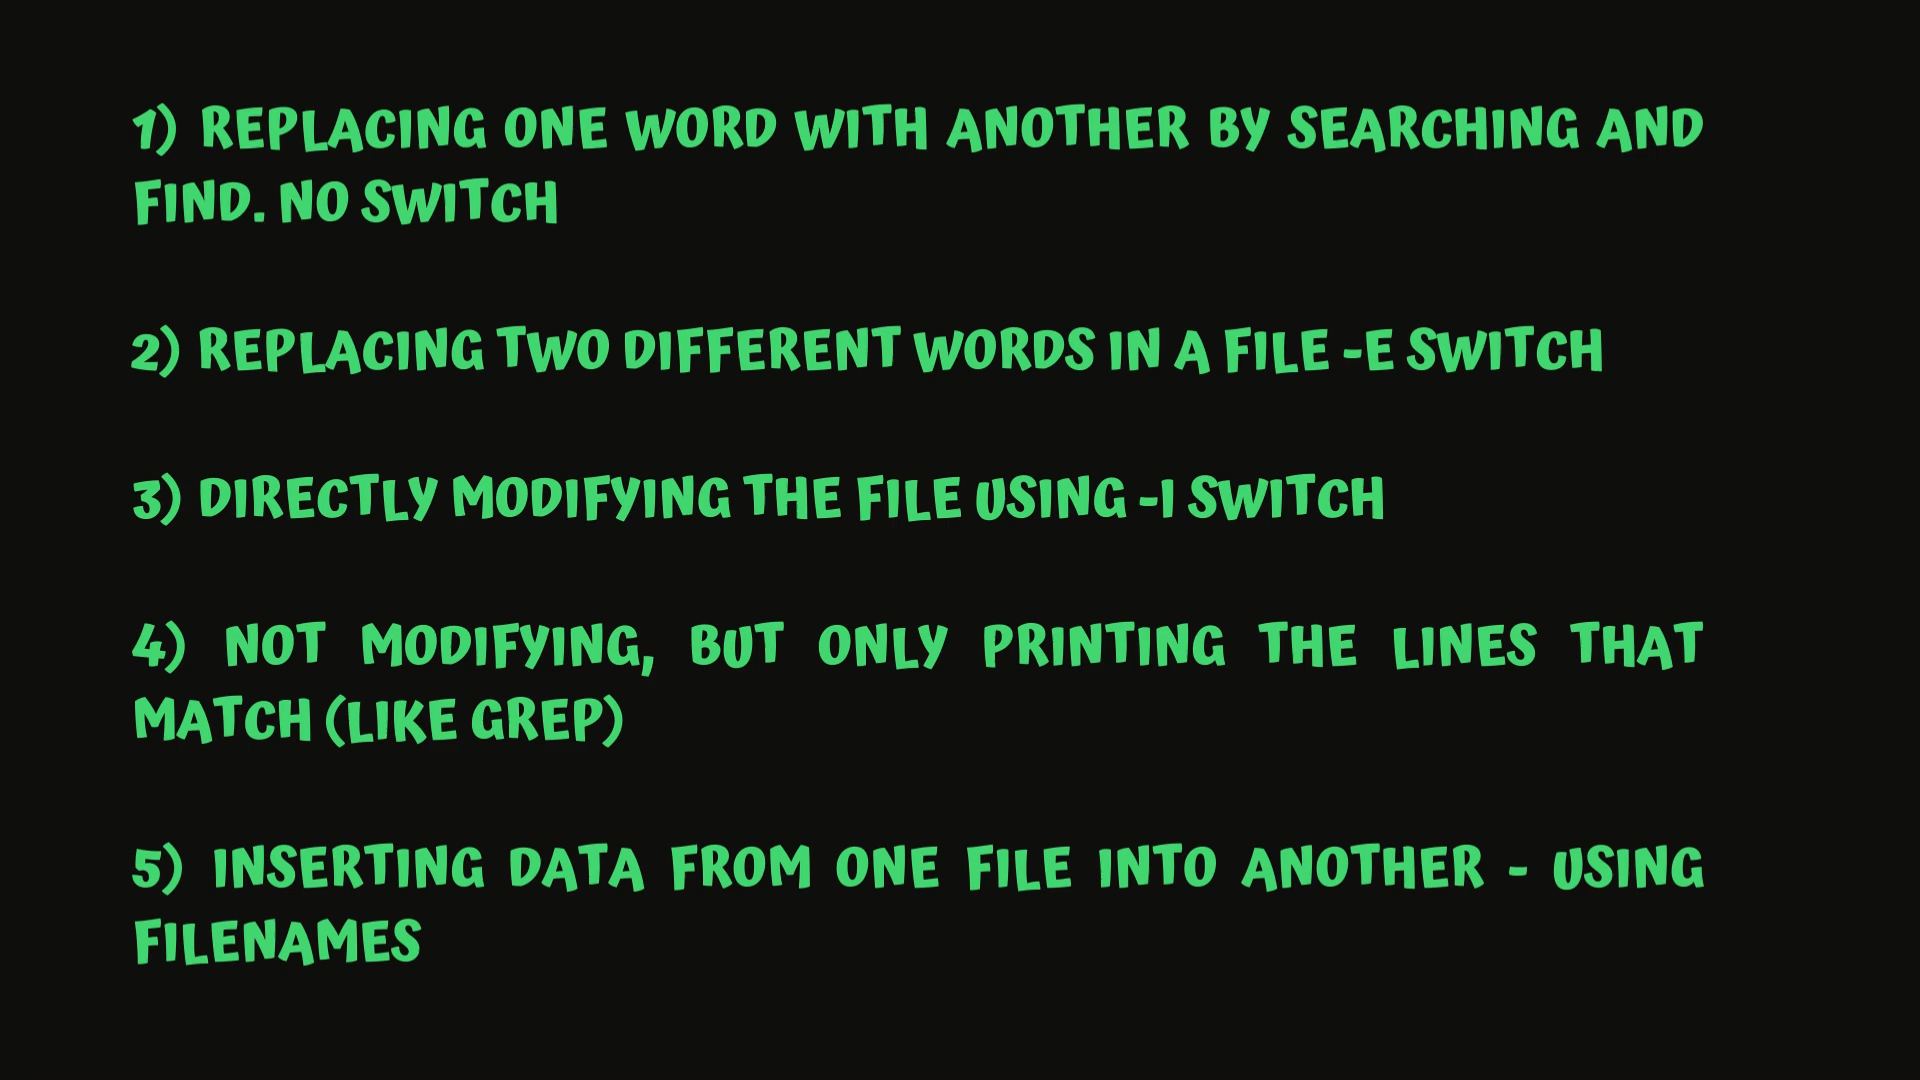 1) REPLACING ONE WORD WITH ANOTHER BY SEARCHING AND
FIND. NO SWITCH
2) REPLACING TWO DIFFERENT WORDS IN A FILE -E SWITCH
3) DIRECTLY MODIFYING THE FILE USING -I SWITCH
4) NOT MODIFYING, BUT ONLY PRINTING THE LINES THAT
MATCH (LIKE GREP)
5) INSERTING DATA FROM ONE FILE INTO ANOTHER - USING
FILENAMES